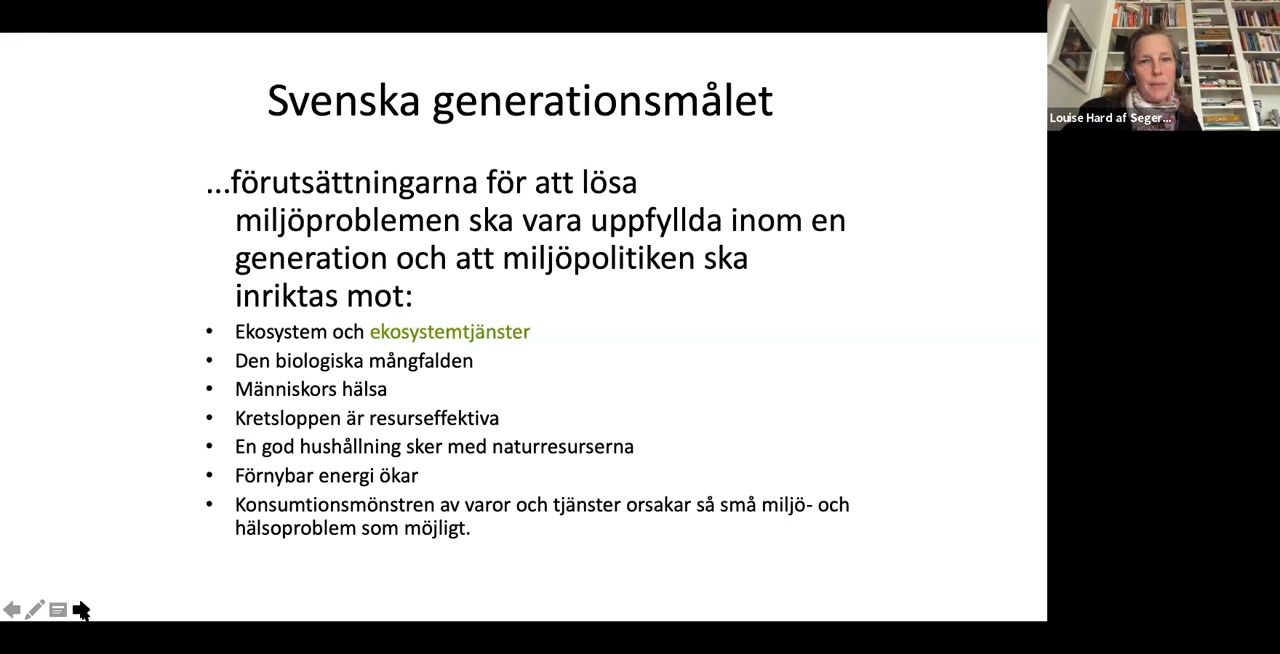 Svenska generationsmålet
...förutsättningarna för att lösa
miljöproblemen ska vara uppfyllda inom en
generation och att miljöpolitiken ska
inriktas mot:
• Ekosystem och ekosystemtjänster
• Den biologiska mångfalden
• Människors hälsa
• Kretsloppen är resurseffektiva
• En god hushållning sker med naturresurserna
• Förnybar energi ökar
• Konsumtionsmönstren av varor och tjänster orsakar så små miljö- och
hälsoproblem som möjligt.
Louise Hard af Seger...